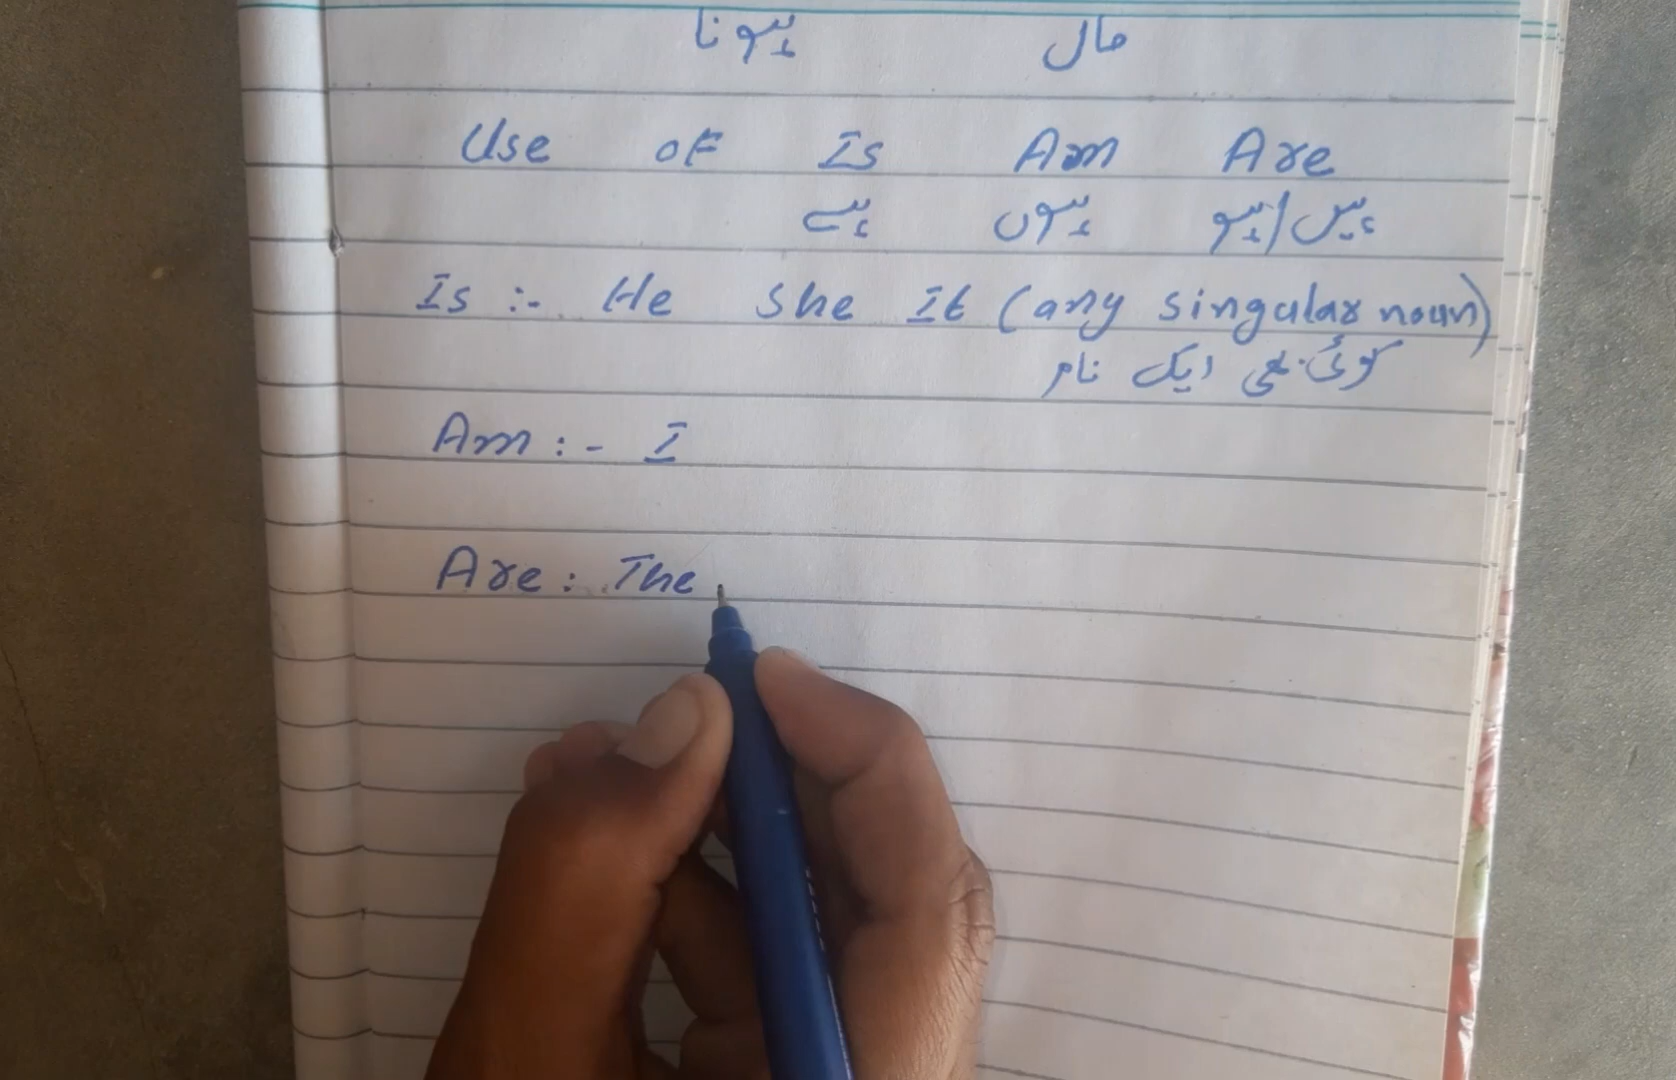 حال ہونا
Use of Is Am Are
ہے ہوں ہیں/ہو
Is :- He She It (any singular noun)
کوئی بھی ایک نام
Am :- I
Are : The